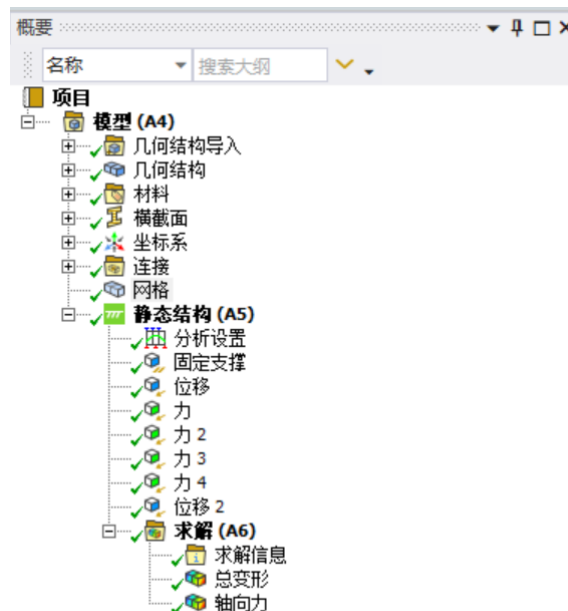 概要
名称 搜索大纲
项目
模型 (A4)
几何结构导入
几何结构
材料
横截面
坐标系
连接
网格
静态结构 (A5)
分析设置
固定支撑
位移
力
力 2
力 3
力 4
位移 2
求解 (A6)
求解信息
总变形
轴向力